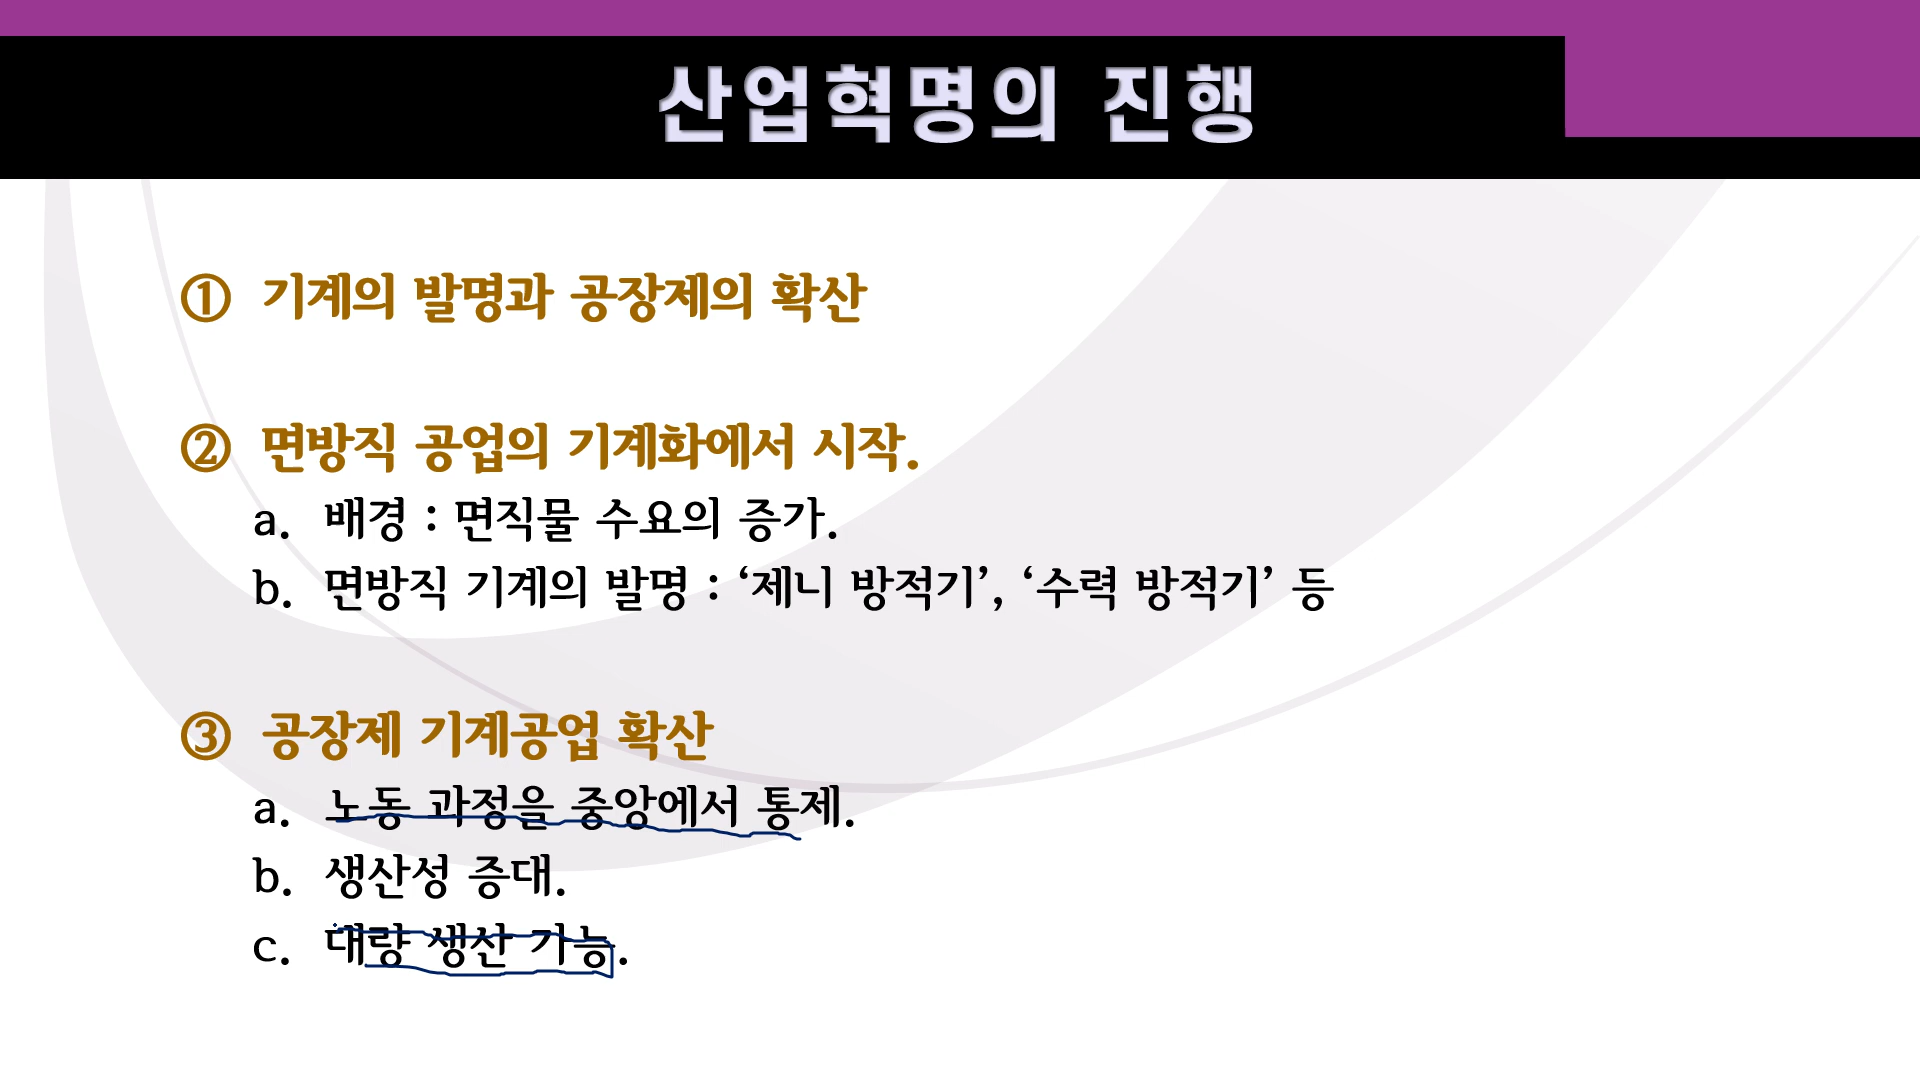 산업혁명의 진행
① 기계의 발명과 공장제의 확산
② 면방직 공업의 기계화에서 시작.
a. 배경 : 면직물 수요의 증가.
b. 면방직 기계의 발명 : ‘제니 방적기’, ‘수력 방적기’ 등
③ 공장제 기계공업 확산
a. 노동 과정을 중앙에서 통제.
b. 생산성 증대.
c. 대량 생산 가능.